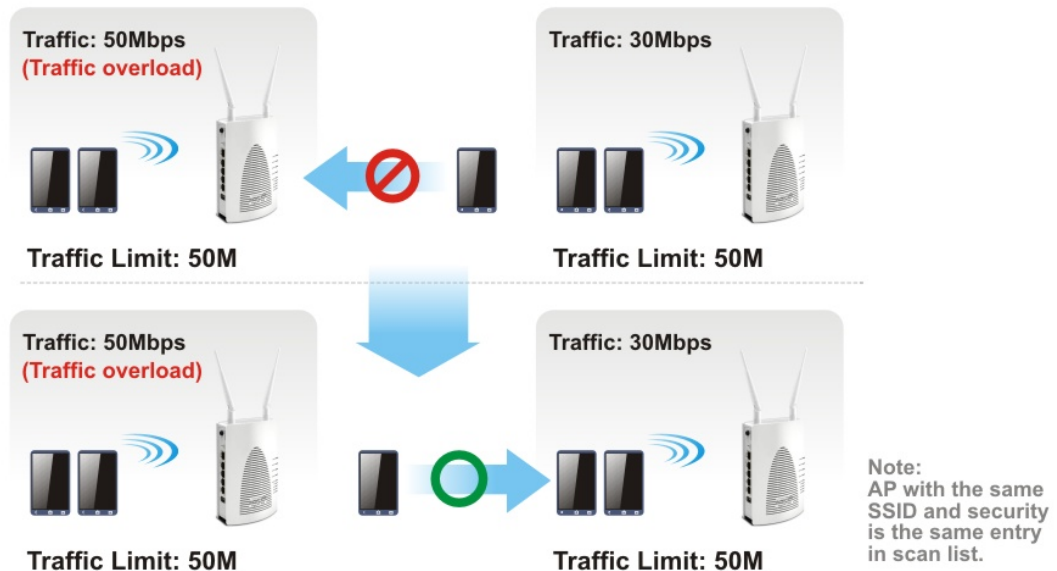 Traffic: 50Mbps
(Traffic overload)
Traffic: 30Mbps
Traffic Limit: 50M
Traffic Limit: 50M
Traffic: 50Mbps
(Traffic overload)
Traffic: 30Mbps
Traffic Limit: 50M
Traffic Limit: 50M
Note:
AP with the same
SSID and security
is the same entry
in scan list.